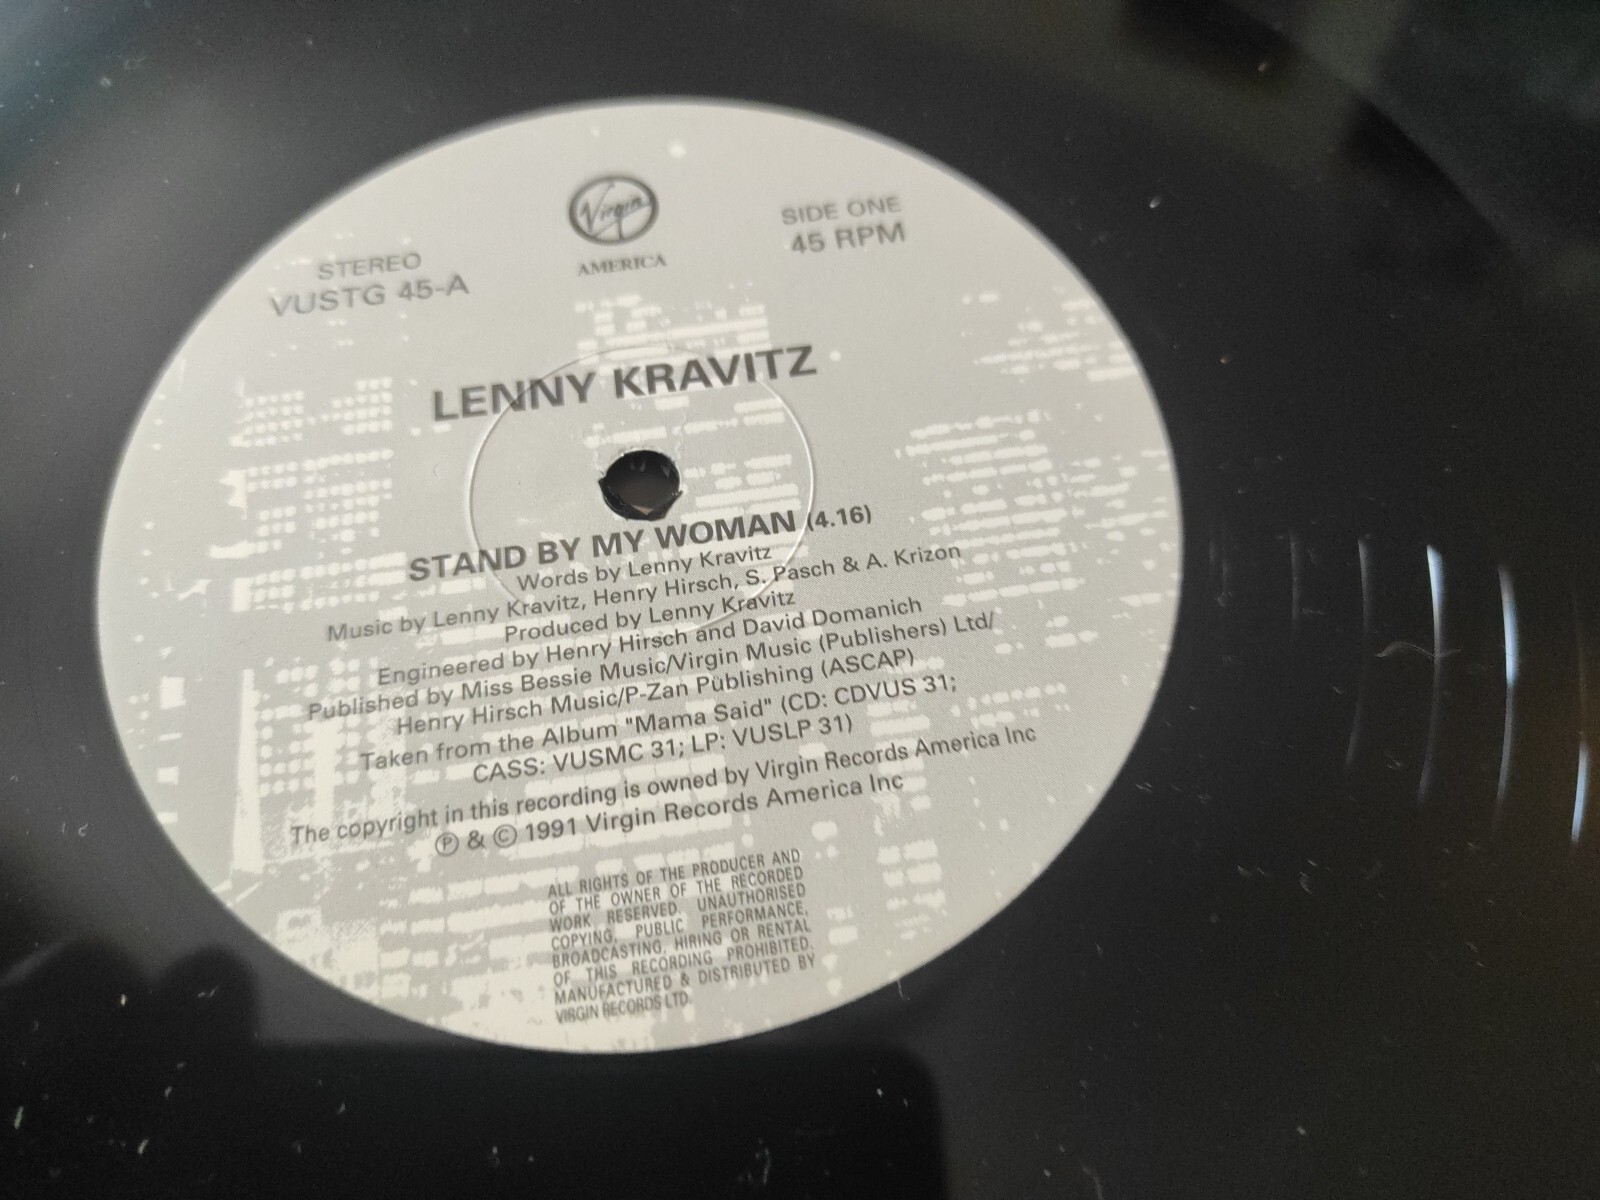 Virgin
AMERICA
STEREO
VUSTG 45-A
SIDE ONE
45 RPM
LENNY KRAVITZ
STAND BY MY WOMAN (4.16)
Words by Lenny Kravitz
Music by Lenny Kravitz, Henry Hirsch, S. Pasch & A. Krizon
Produced by Lenny Kravitz
Engineered by Henry Hirsch and David Domanich
Published by Miss Bessie Music/Virgin Music (Publishers) Ltd/
Henry Hirsch Music/P-Zan Publishing (ASCAP)
Taken from the Album "Mama Said" (CD: CDVUS 31;
CASS: VUSMC 31; LP: VUSLP 31)
The copyright in this recording is owned by Virgin Records America Inc
Ⓟ & © 1991 Virgin Records America Inc
ALL RIGHTS OF THE PRODUCER AND
OF THE OWNER OF THE RECORDED
WORK RESERVED. UNAUTHORISED
COPYING, PUBLIC PERFORMANCE,
BROADCASTING, HIRING OR RENTAL
OF THIS RECORDING PROHIBITED.
MANUFACTURED & DISTRIBUTED BY
VIRGIN RECORDS LTD.